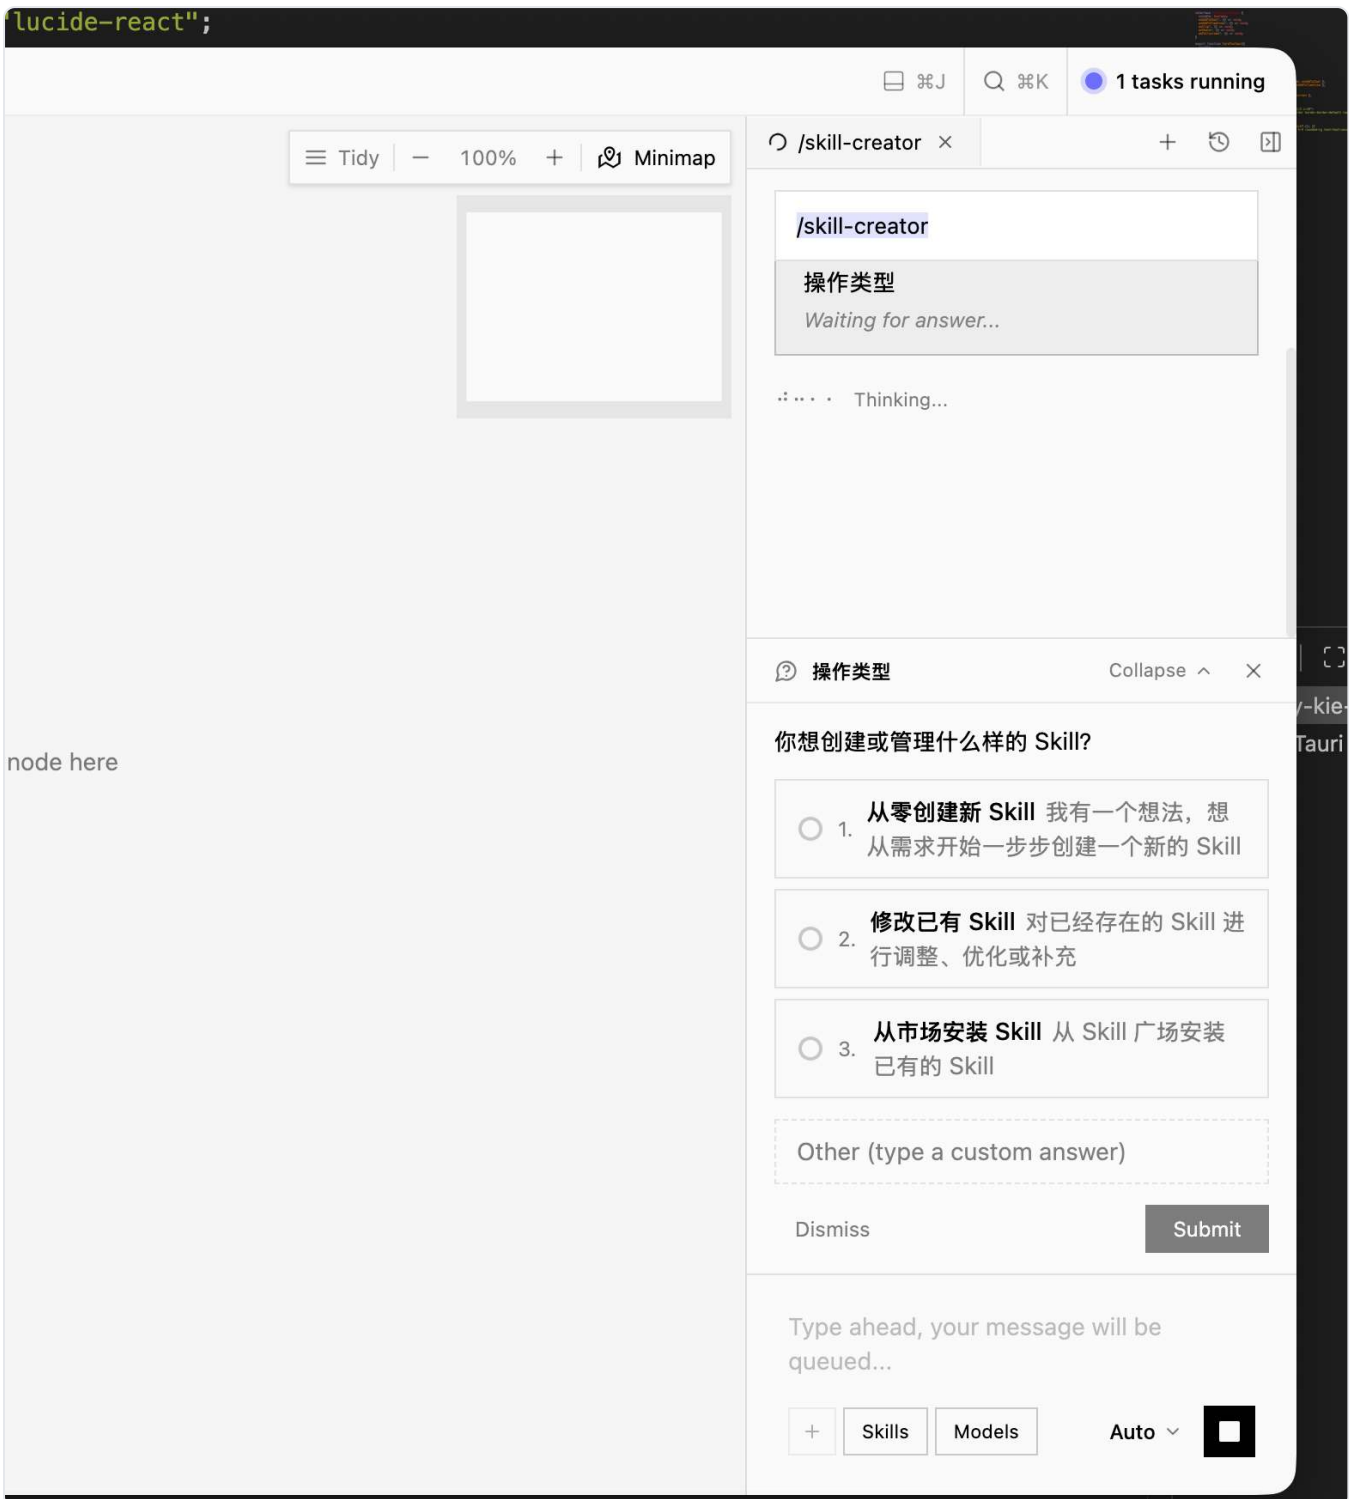 "lucide-react";
⌘J
⌘K
1 tasks running
Tidy
100%
Minimap
/skill-creator
/skill-creator
操作类型
Waiting for answer...
Thinking...
操作类型
Collapse
y-kie-
Tauri
node here
你想创建或管理什么样的 Skill?
1. 从零创建新 Skill 我有一个想法，想
从需求开始一步步创建一个新的 Skill
2. 修改已有 Skill 对已经存在的 Skill 进
行调整、优化或补充
3. 从市场安装 Skill 从 Skill 广场安装
已有的 Skill
Other (type a custom answer)
Dismiss
Submit
Type ahead, your message will be
queued...
Skills
Models
Auto